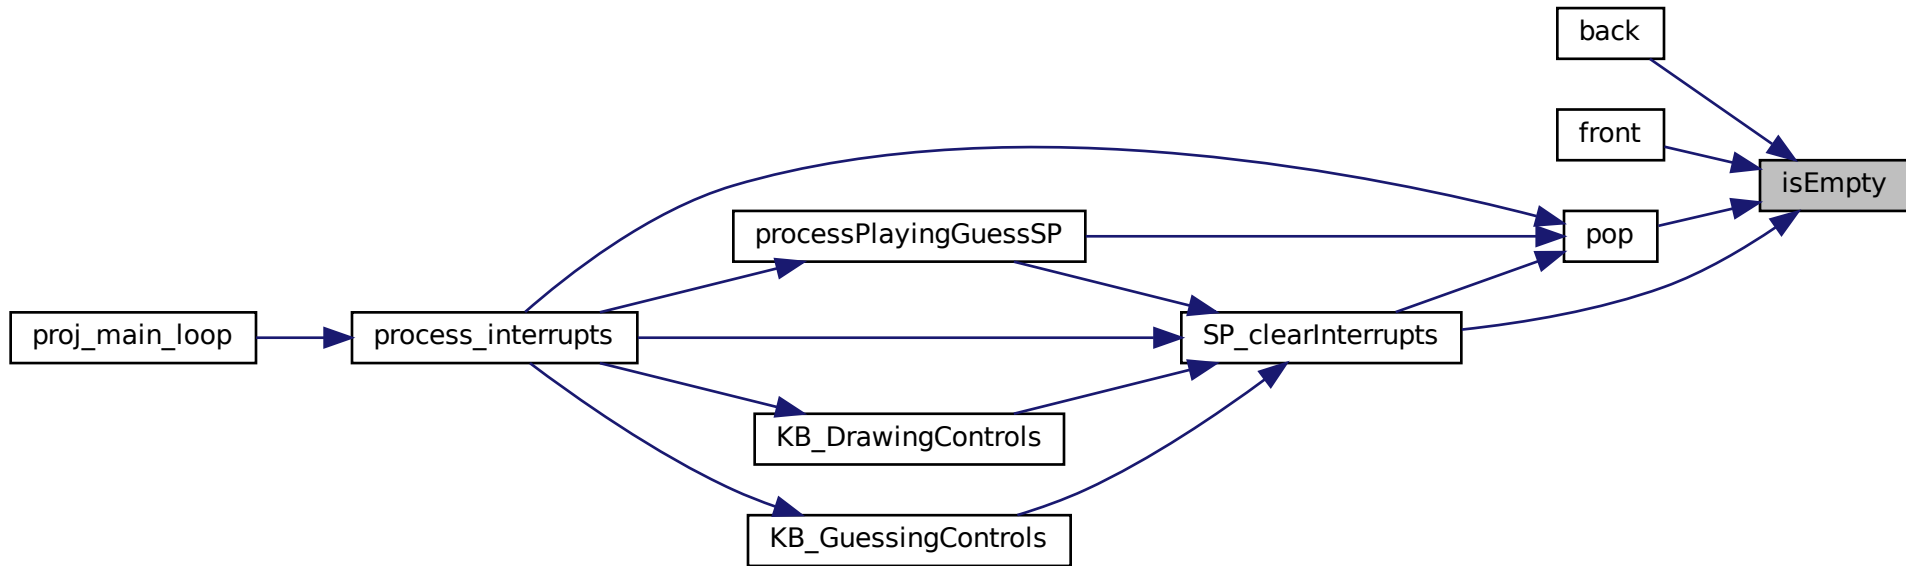 back
front
isEmpty
processPlayingGuessSP
pop
proj_main_loop
process_interrupts
SP_clearInterrupts
KB_DrawingControls
KB_GuessingControls